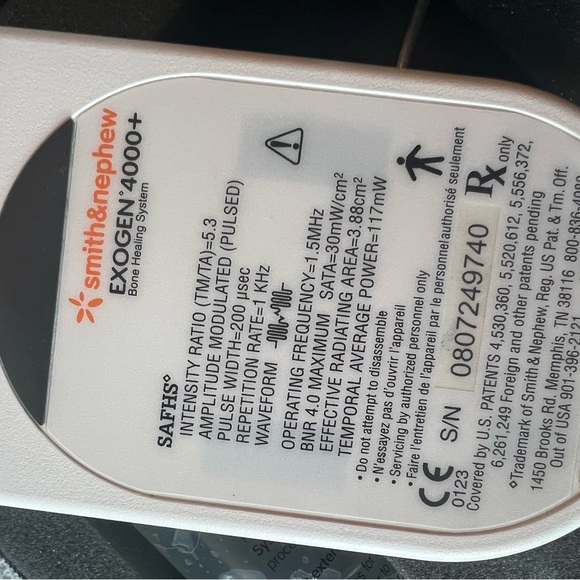 smith&nephew
EXOGEN°4000+
Bone Healing System
SAFHS°
INTENSITY RATIO (TM/TA)=5.3
AMPLITUDE MODULATED (PULSED)
PULSE WIDTH=200 µsec
REPETITION RATE=1 KHz
WAVEFORM
OPERATING FREQUENCY=1.5MHz
BNR 4.0 MAXIMUM SATA=30mW/cm2
EFFECTIVE RADIATING AREA=3.88cm2
TEMPORAL AVERAGE POWER=117mW
• Do not attempt to disassemble
• N'essayez pas d'ouvrir l'appareil
• Servicing by authorized personnel only
• Faire l'entretien de l'appareil par le personnel authorisé seulement
CE 0123 S/N 0807249740 Rx only
Covered by U.S. PATENTS 4,530,360, 5,520,612, 5,556,372,
6,261,249 Foreign and other patents pending
°Trademark of Smith & Nephew, Reg. US Pat. & Tm. Off.
1450 Brooks Rd, Memphis, TN 38116 800-836-4080
Out of USA 901-396-2121